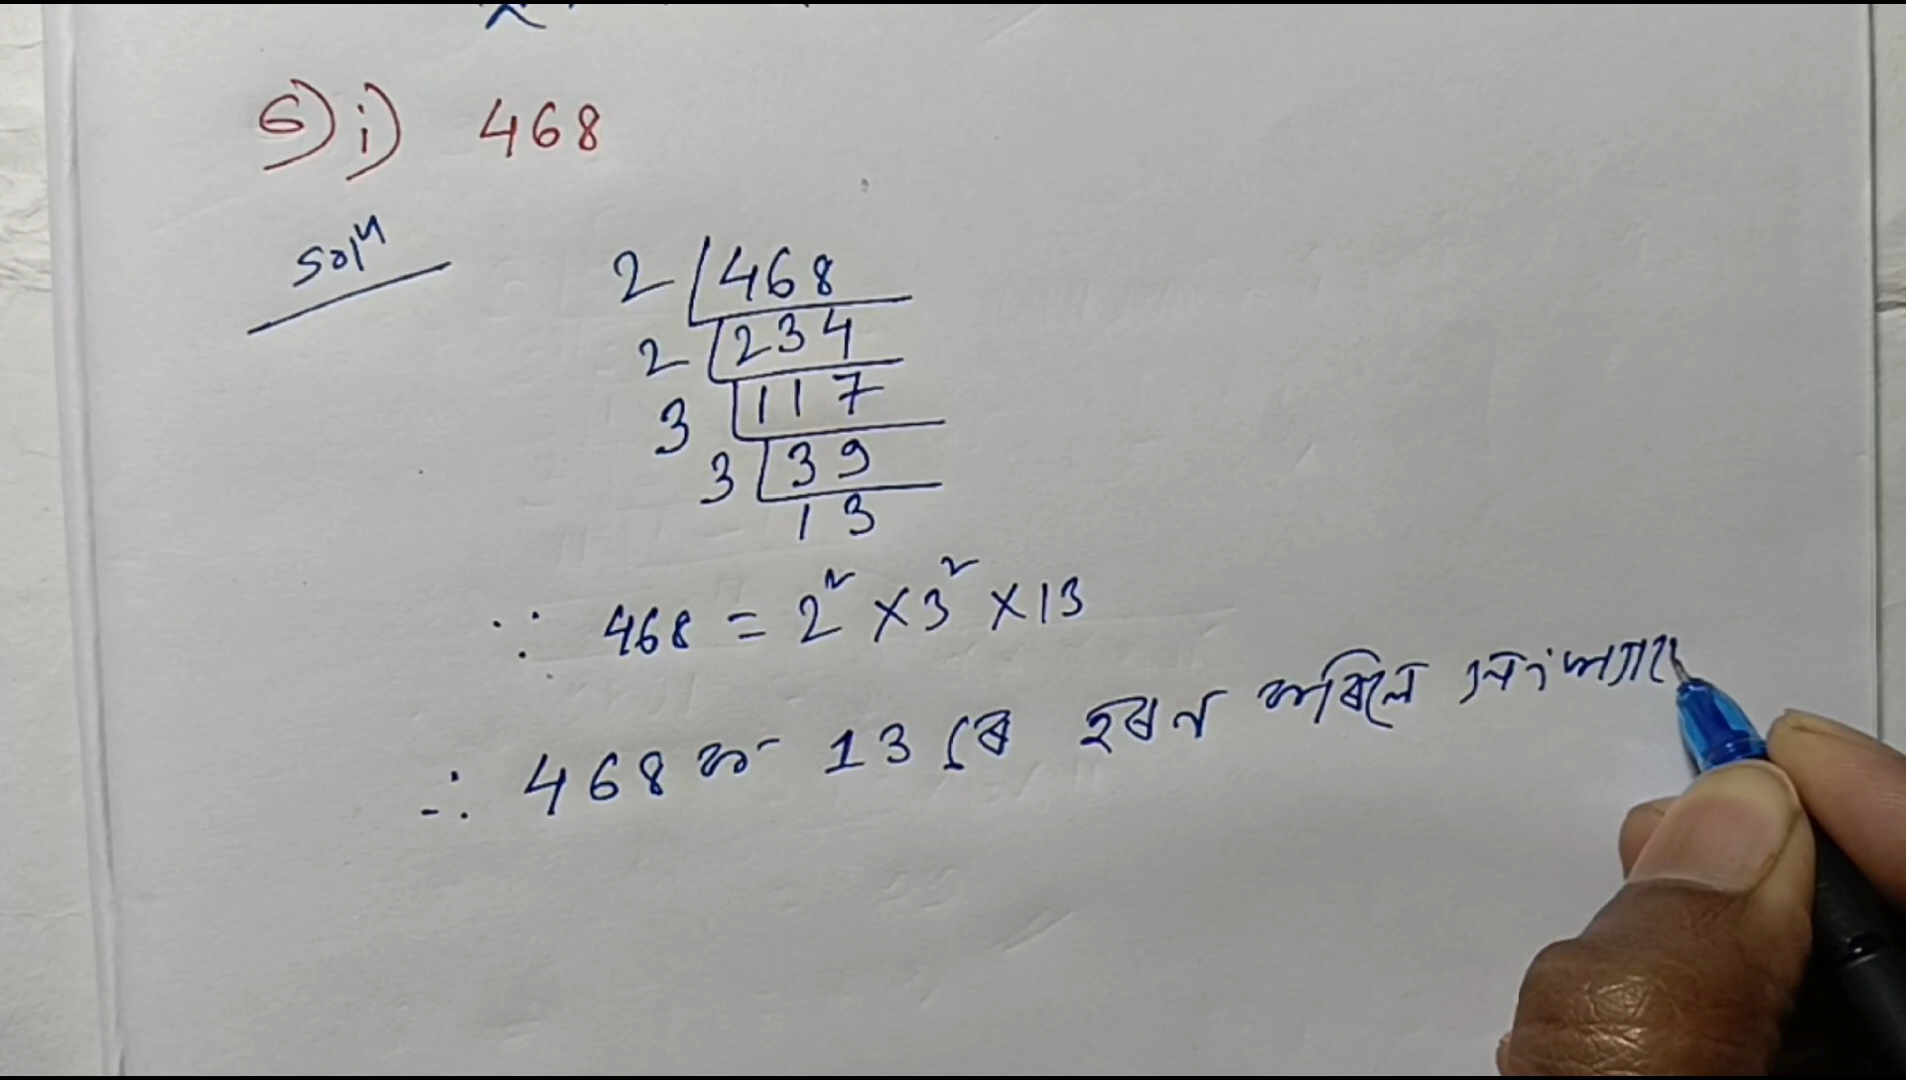 6) i) 468
Solⁿ
2 | 468
2 | 234
3 | 117
3 | 39
13
∵ 468 = 2² × 3² × 13
∴ 468 ক 13 ৰে হৰণ কৰিলে